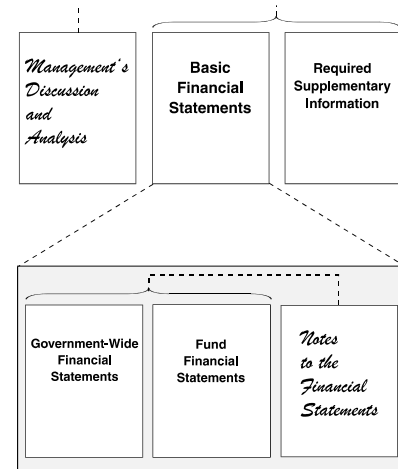 Management's
Discussion
and
Analysis
Basic
Financial
Statements
Required
Supplementary
Information
Government-Wide
Financial
Statements
Fund
Financial
Statements
Notes
to the
Financial
Statements